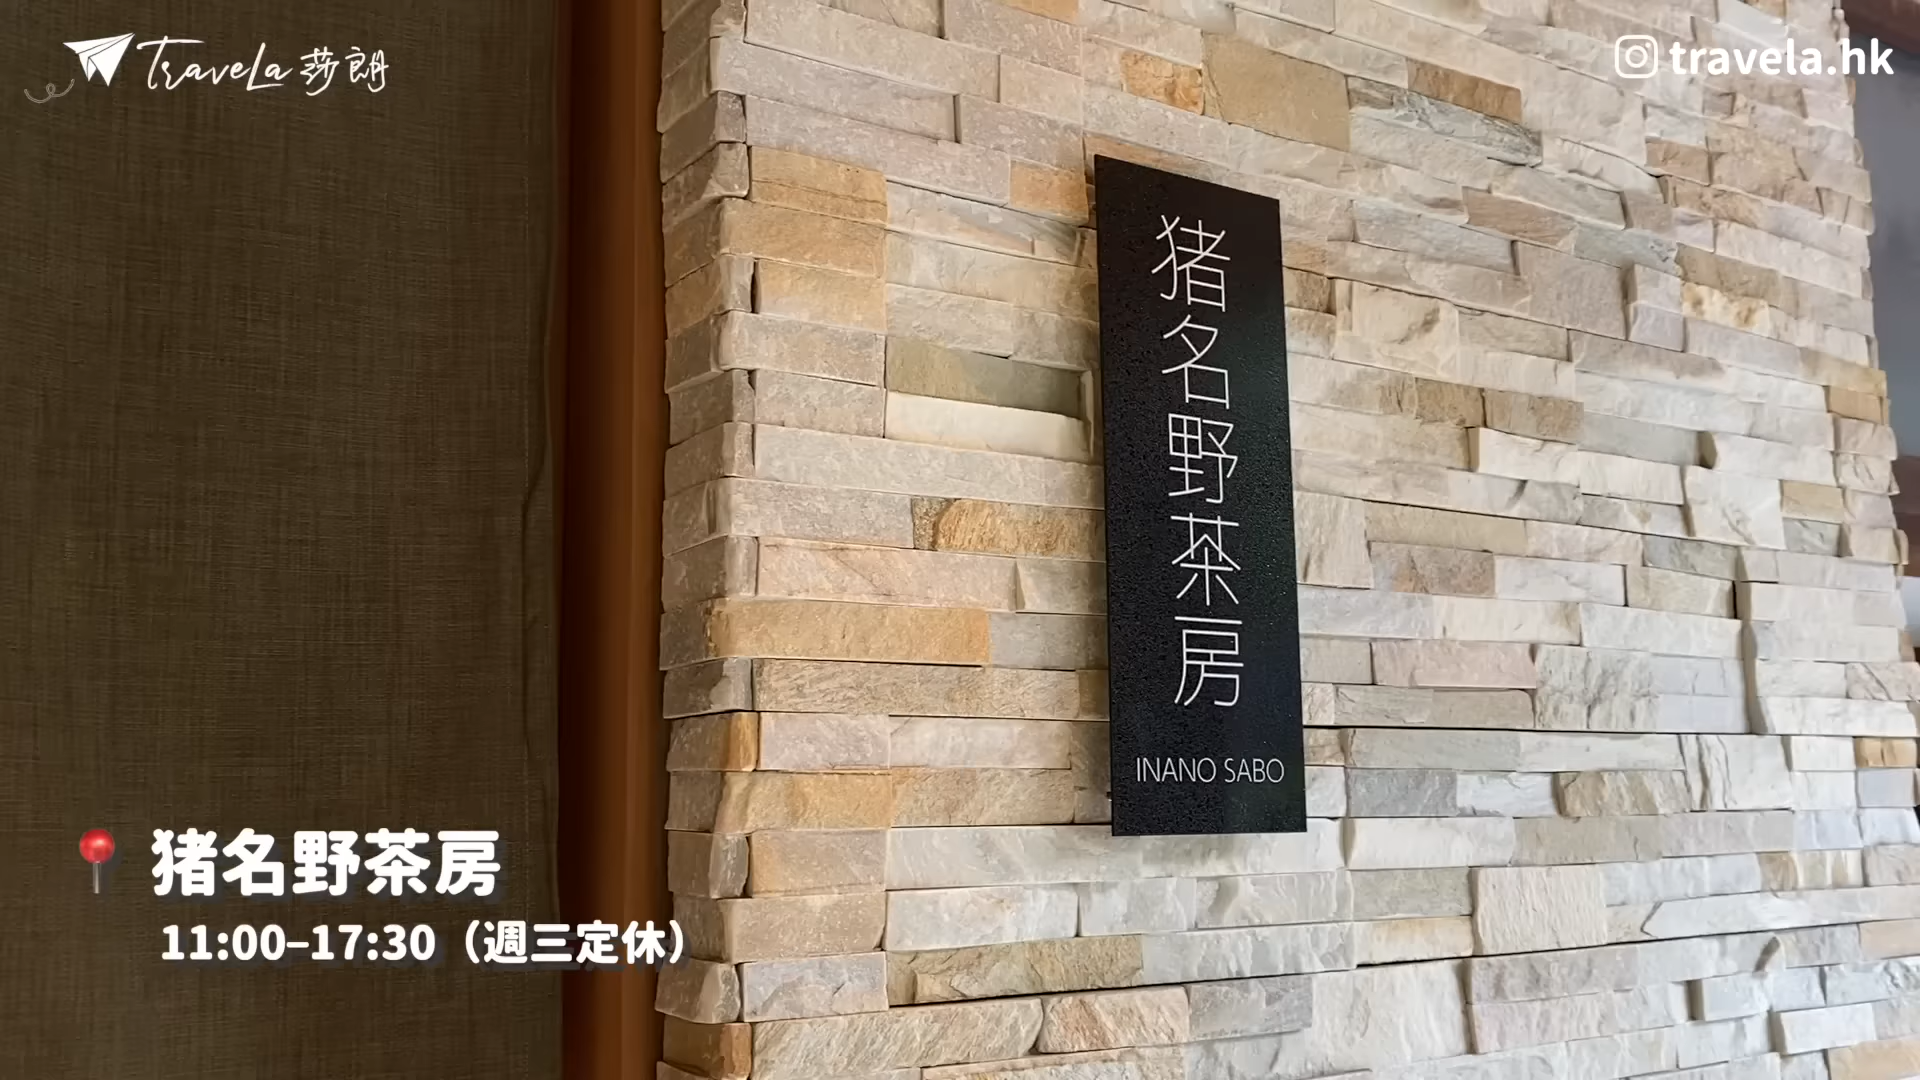 Travela 莎朗
travela.hk
猪名野茶房
INANO SABO
猪名野茶房
11:00–17:30（週三定休）